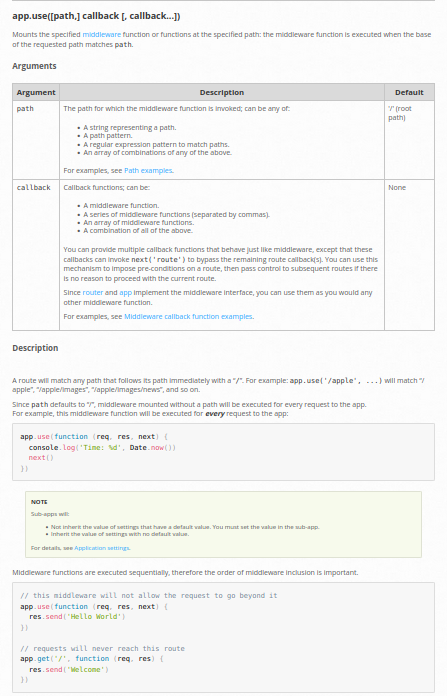 app.use([path,] callback [, callback...])
Mounts the specified middleware function or functions at the specified path: the middleware function is executed when the base
of the requested path matches path.
Arguments
Argument Description Default
path The path for which the middleware function is invoked; can be any of: '/' (root
path)
• A string representing a path.
• A path pattern.
• A regular expression pattern to match paths.
• An array of combinations of any of the above.
For examples, see Path examples.
callback Callback functions; can be: None
• A middleware function.
• A series of middleware functions (separated by commas).
• An array of middleware functions.
• A combination of all of the above.
You can provide multiple callback functions that behave just like middleware, except that these
callbacks can invoke next('route') to bypass the remaining route callback(s). You can use this
mechanism to impose pre-conditions on a route, then pass control to subsequent routes if there
is no reason to proceed with the current route.
Since router and app implement the middleware interface, you can use them as you would any
other middleware function.
For examples, see Middleware callback function examples.
Description
A route will match any path that follows its path immediately with a "/". For example: app.use('/apple', ...) will match "/
apple", "/apple/images", "/apple/images/news", and so on.
Since path defaults to "/", middleware mounted without a path will be executed for every request to the app.
For example, this middleware function will be executed for every request to the app:
app.use(function (req, res, next) {
console.log('Time: %d', Date.now())
next()
})
NOTE
Sub-apps will:
• Not inherit the value of settings that have a default value. You must set the value in the sub-app.
• Inherit the value of settings with no default value.
For details, see Application settings.
Middleware functions are executed sequentially, therefore the order of middleware inclusion is important.
// this middleware will not allow the request to go beyond it
app.use(function (req, res, next) {
res.send('Hello World')
})
// requests will never reach this route
app.get('/', function (req, res) {
res.send('Welcome')
})